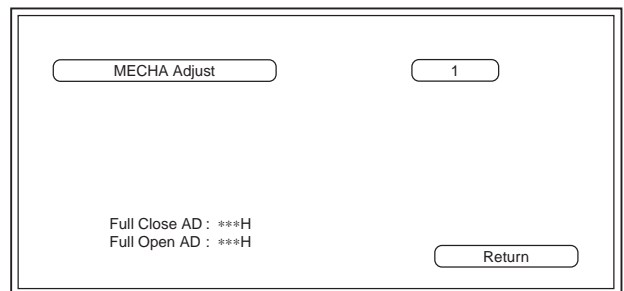 MECHA Adjust 1
Full Close AD : ***H
Full Open AD : ***H
Return